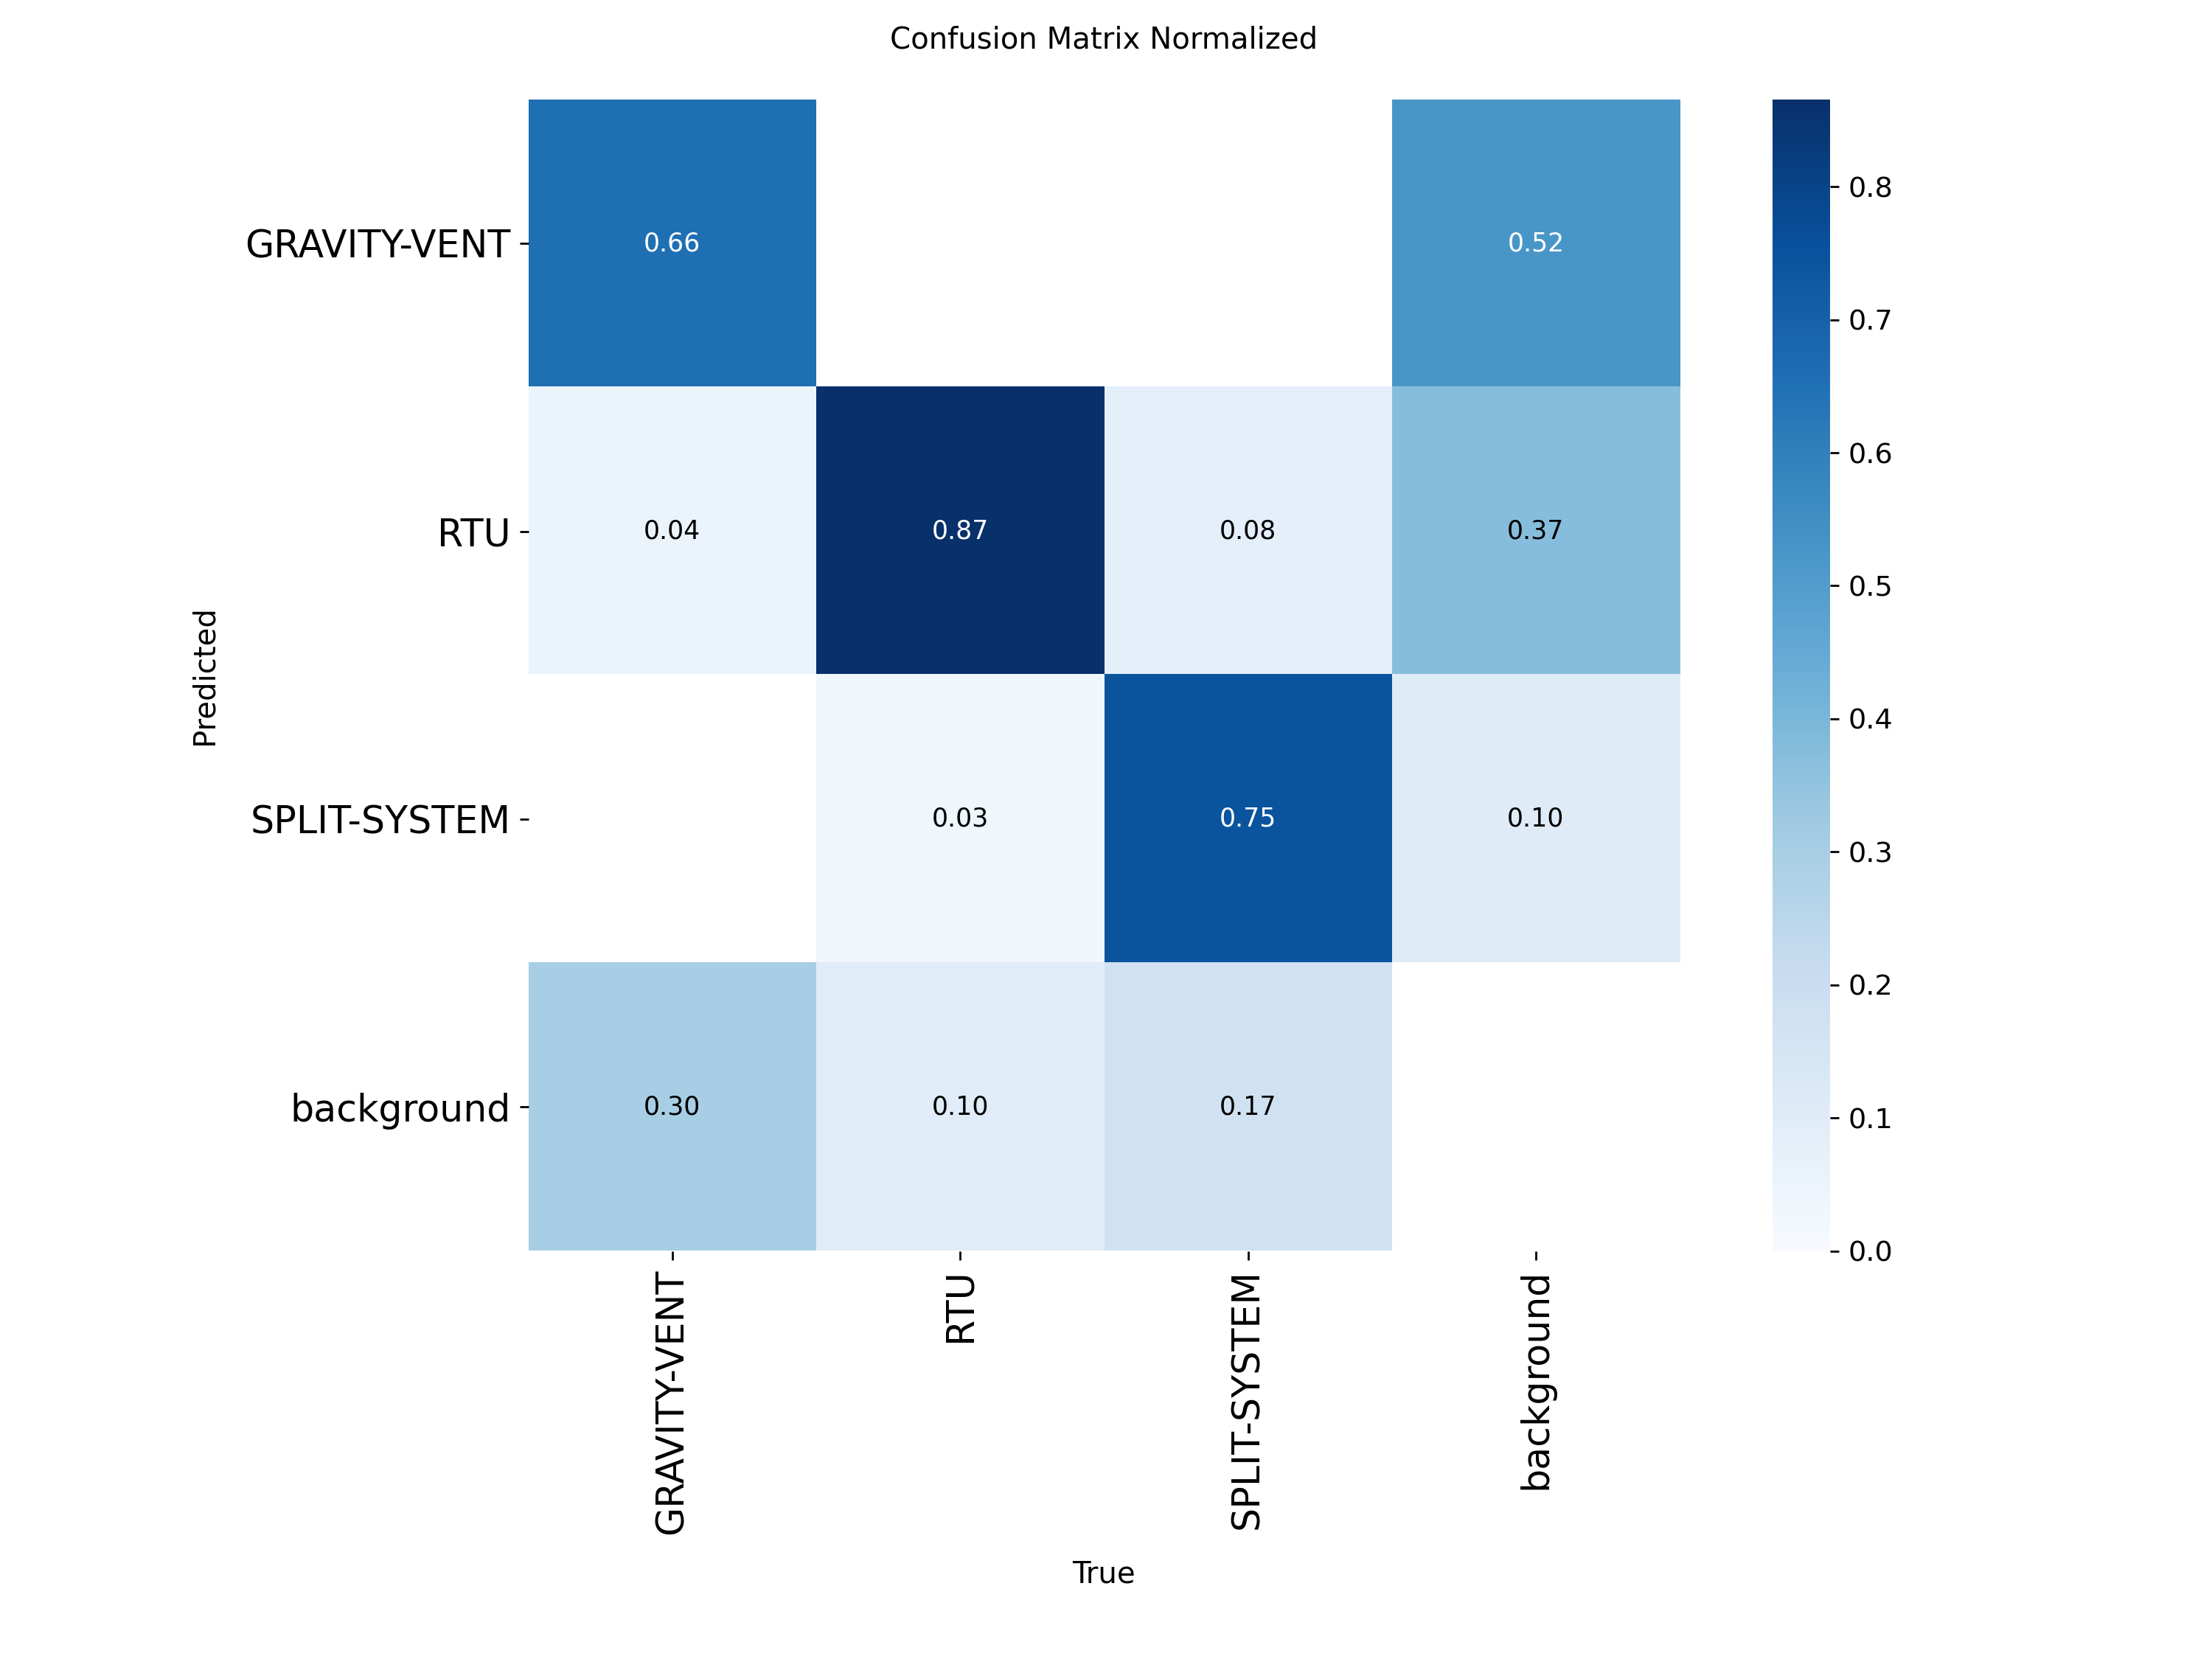 Confusion Matrix Normalized
GRAVITY-VENT
0.66
0.52
0.8
0.7
0.6
RTU
0.04
0.87
0.08
0.37
0.5
Predicted
0.4
SPLIT-SYSTEM
0.03
0.75
0.10
0.3
0.2
background
0.30
0.10
0.17
0.1
0.0
GRAVITY-VENT
RTU
SPLIT-SYSTEM
background
True